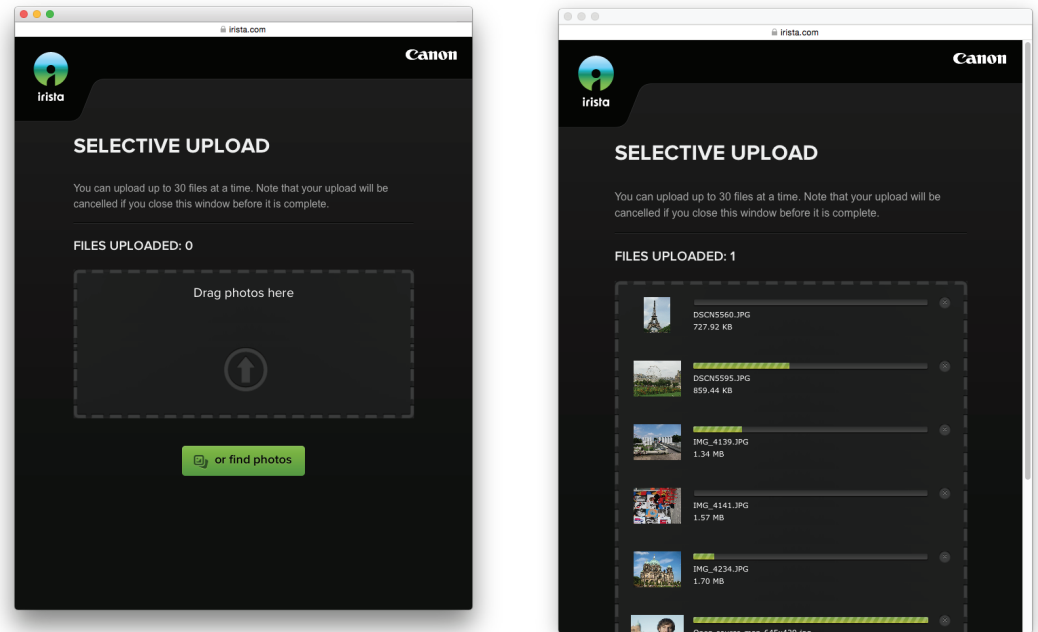 irista.com
Canon
irista
SELECTIVE UPLOAD
You can upload up to 30 files at a time. Note that your upload will be
cancelled if you close this window before it is complete.
FILES UPLOADED: 0
Drag photos here
or find photos
irista.com
Canon
irista
SELECTIVE UPLOAD
You can upload up to 30 files at a time. Note that your upload will be
cancelled if you close this window before it is complete.
FILES UPLOADED: 1
DSCN5560.JPG
727.92 KB
DSCN5595.JPG
859.44 KB
IMG_4139.JPG
1.34 MB
IMG_4141.JPG
1.57 MB
IMG_4234.JPG
1.70 MB